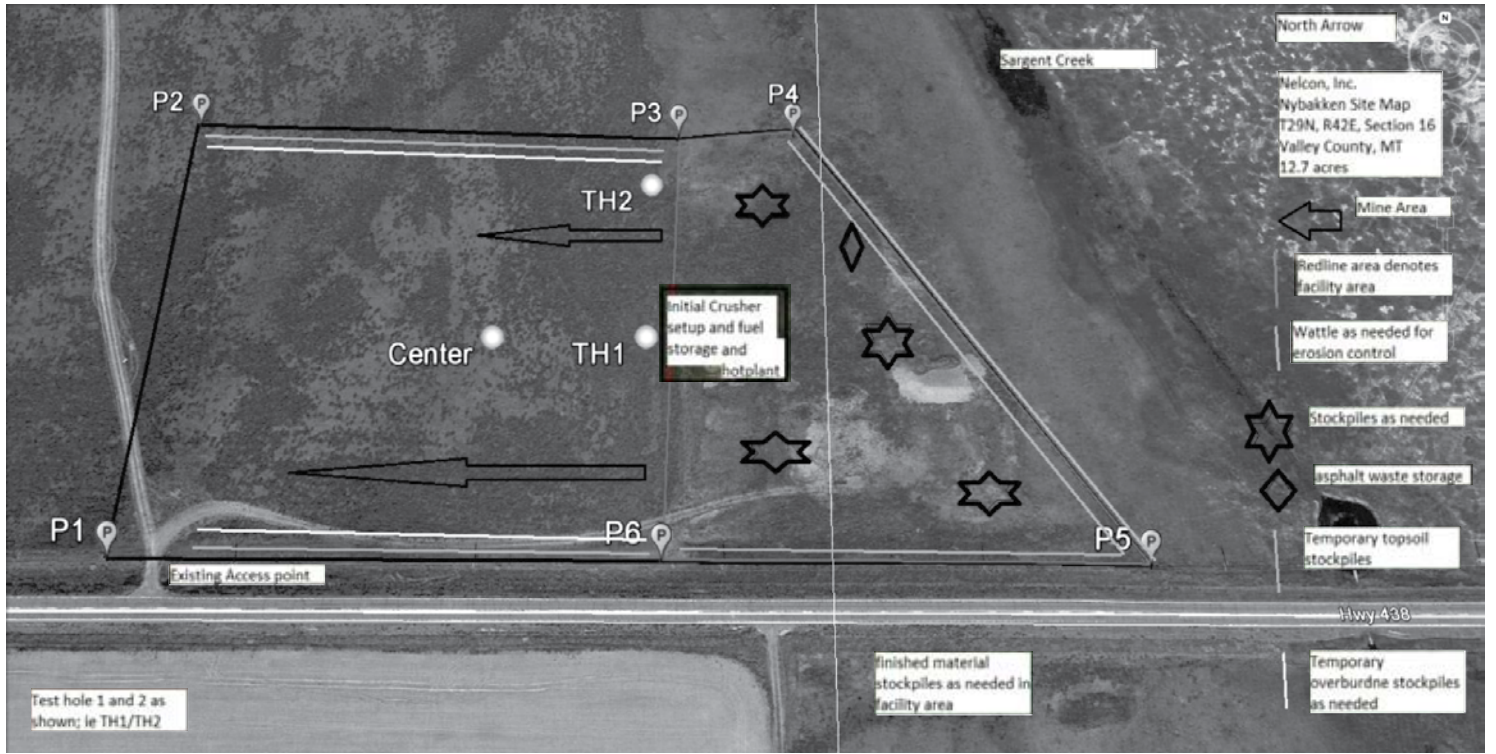 North Arrow
N
Sargent Creek
Nelcon, Inc.
Nybakken Site Map
T29N, R42E, Section 16
Valley County, MT
12.7 acres
P2
P
P3
P
P4
P
TH2
Mine Area
Redline area denotes
facility area
Initial Crusher
setup and fuel
storage and
hotplant
Center
TH1
Wattle as needed for
erosion control
Stockpiles as needed
asphalt waste storage
P1
P
P6
P
P5
P
Temporary topsoil
stockpiles
Existing Access point
Hwy 438
finished material
stockpiles as needed in
facility area
Temporary
overburdne stockpiles
as needed
Test hole 1 and 2 as
shown; ie TH1/TH2